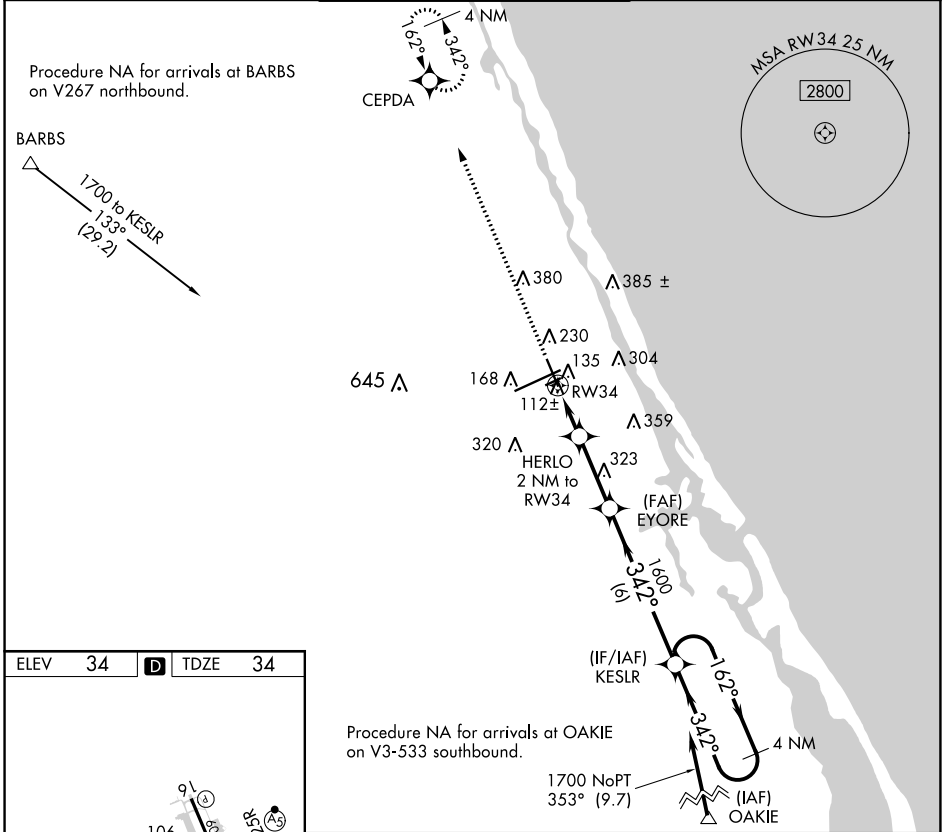 4 NM
162°
342°
CEPDA
Procedure NA for arrivals at BARBS
on V267 northbound.
MSA RW34 25 NM
2800
BARBS
1700 to KESLR
133°
(29.2)
380
385 ±
230
135
304
645
168
RW34
112±
359
320
HERLO
2 NM to
RW34
323
(FAF)
EYORE
1600
342°
(6)
(IF/IAF)
KESLR
162°
342°
4 NM
Procedure NA for arrivals at OAKIE
on V3-533 southbound.
1700 NoPT
353° (9.7)
(IAF)
OAKIE
ELEV 34 D TDZE 34
16
P
25R
A5